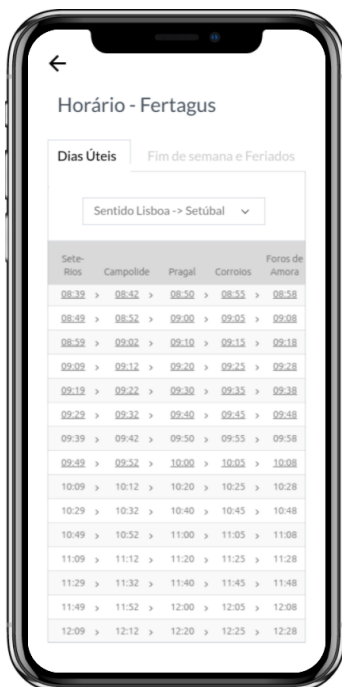 Horário - Fertagus
Dias Úteis Fim de semana e Feriados
Sentido Lisboa -> Setúbal
Sete-Rios Campolide Pragal Corroios Foros de Amora
08:39 > 08:42 > 08:50 > 08:55 > 08:58
08:49 > 08:52 > 09:00 > 09:05 > 09:08
08:59 > 09:02 > 09:10 > 09:15 > 09:18
09:09 > 09:12 > 09:20 > 09:25 > 09:28
09:19 > 09:22 > 09:30 > 09:35 > 09:38
09:29 > 09:32 > 09:40 > 09:45 > 09:48
09:39 > 09:42 > 09:50 > 09:55 > 09:58
09:49 > 09:52 > 10:00 > 10:05 > 10:08
10:09 > 10:12 > 10:20 > 10:25 > 10:28
10:29 > 10:32 > 10:40 > 10:45 > 10:48
10:49 > 10:52 > 11:00 > 11:05 > 11:08
11:09 > 11:12 > 11:20 > 11:25 > 11:28
11:29 > 11:32 > 11:40 > 11:45 > 11:48
11:49 > 11:52 > 12:00 > 12:05 > 12:08
12:09 > 12:12 > 12:20 > 12:25 > 12:28